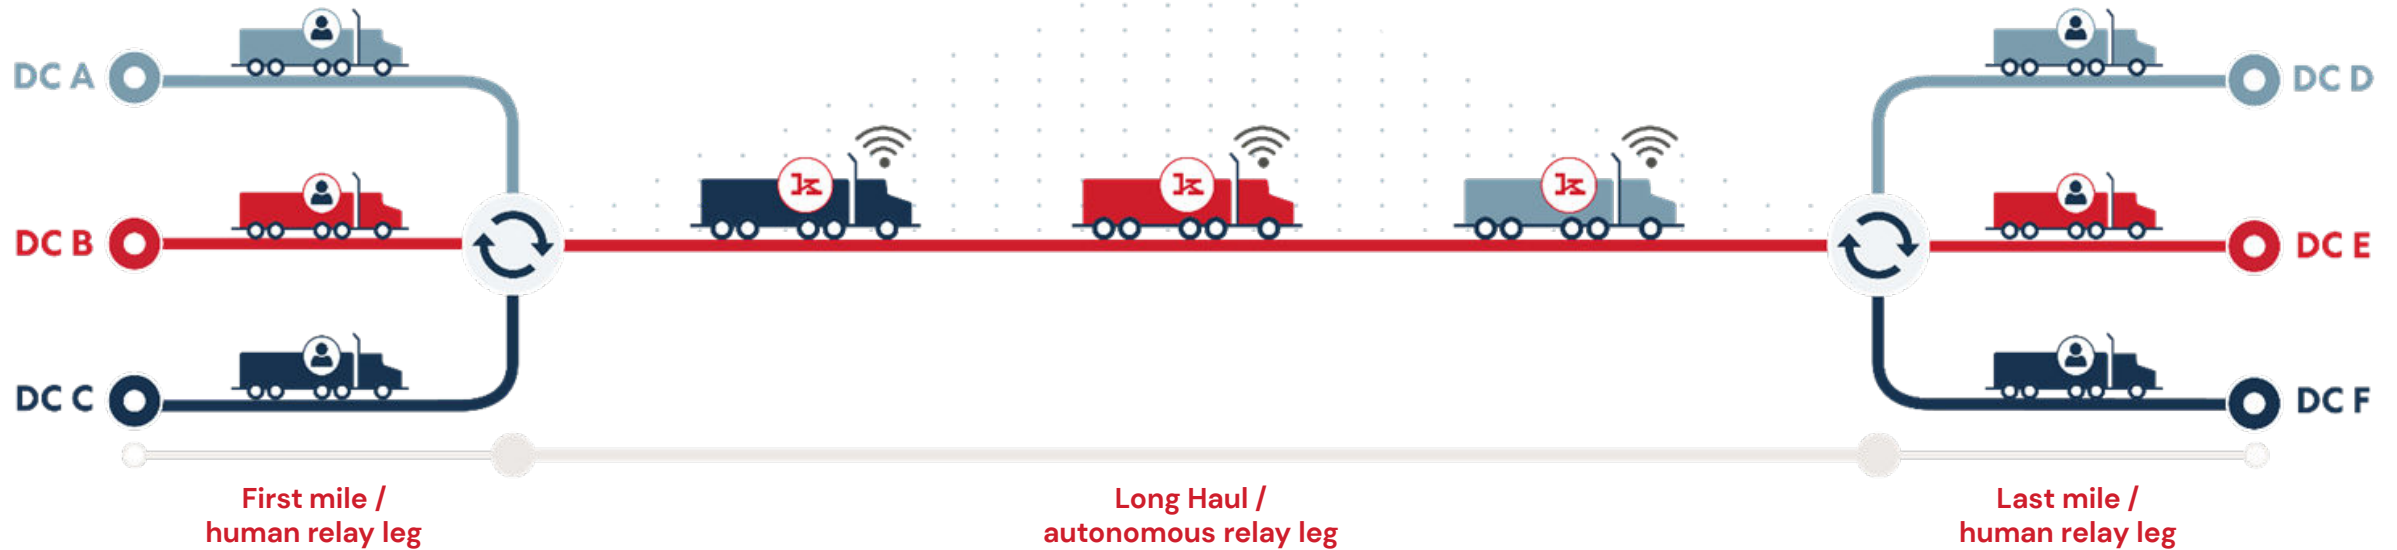 DC A
DC B
DC C
DC D
DC E
DC F
First mile /
human relay leg
Long Haul /
autonomous relay leg
Last mile /
human relay leg